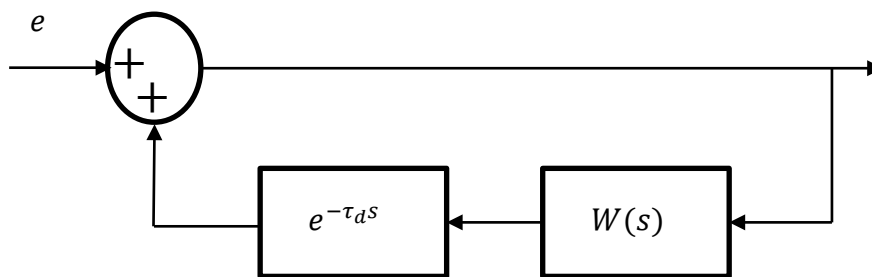 e
+
+
e^{-τ_d s}
W(s)